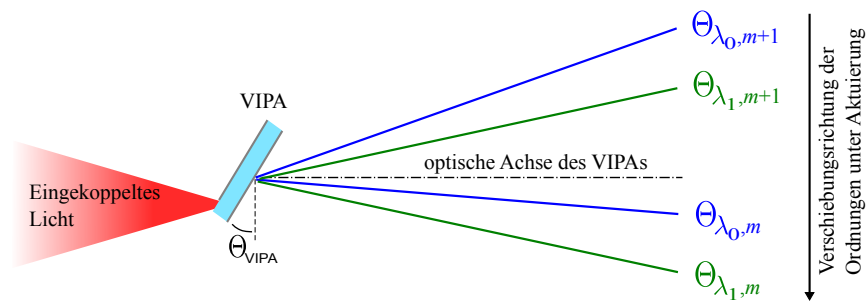 Θλ₀,m+1
VIPA
Θλ₁,m+1
optische Achse des VIPAs
Eingekoppeltes
Licht
Θλ₀,m
ΘVIPA
Θλ₁,m
Verschiebungsrichtung der
Ordnungen unter Aktuierung